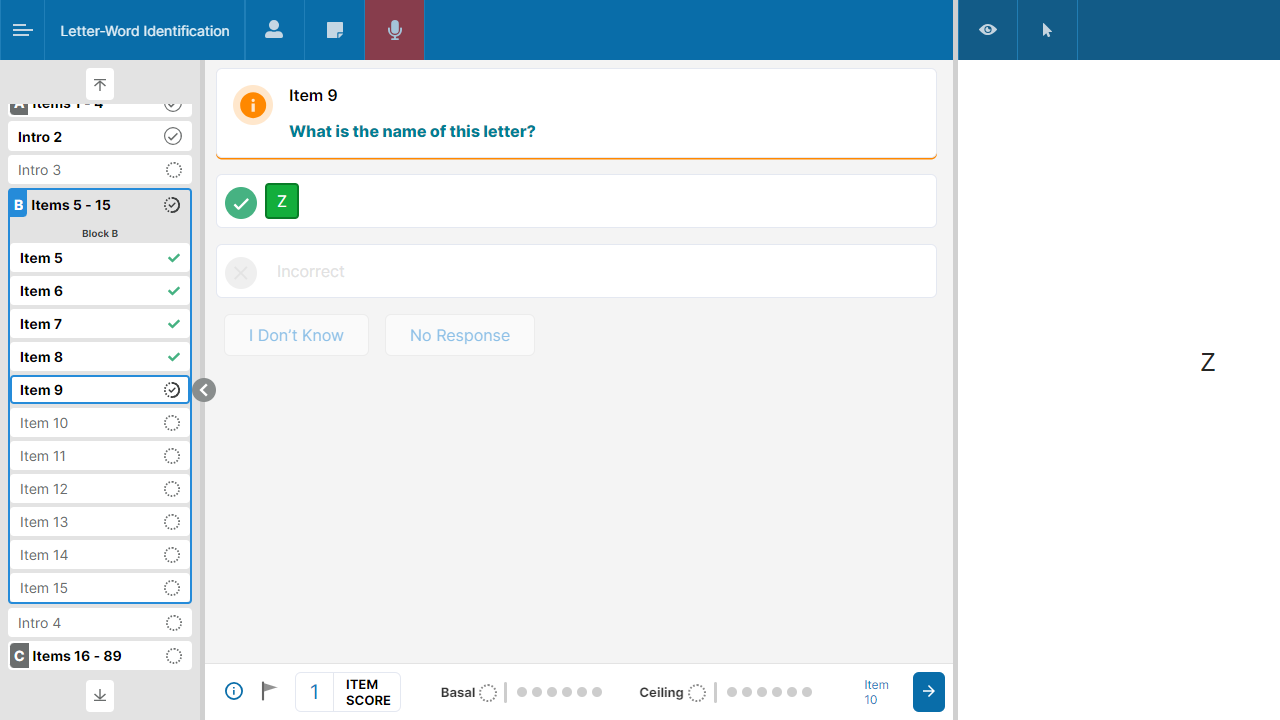 Letter-Word Identification
A Items 1 - 4
Intro 2
Intro 3
B Items 5 - 15
Block B
Item 5
Item 6
Item 7
Item 8
Item 9
Item 10
Item 11
Item 12
Item 13
Item 14
Item 15
Intro 4
C Items 16 - 89
Item 9
What is the name of this letter?
Z
Incorrect
I Don't Know
No Response
1
ITEM
SCORE
Basal
Ceiling
Item
10
Z